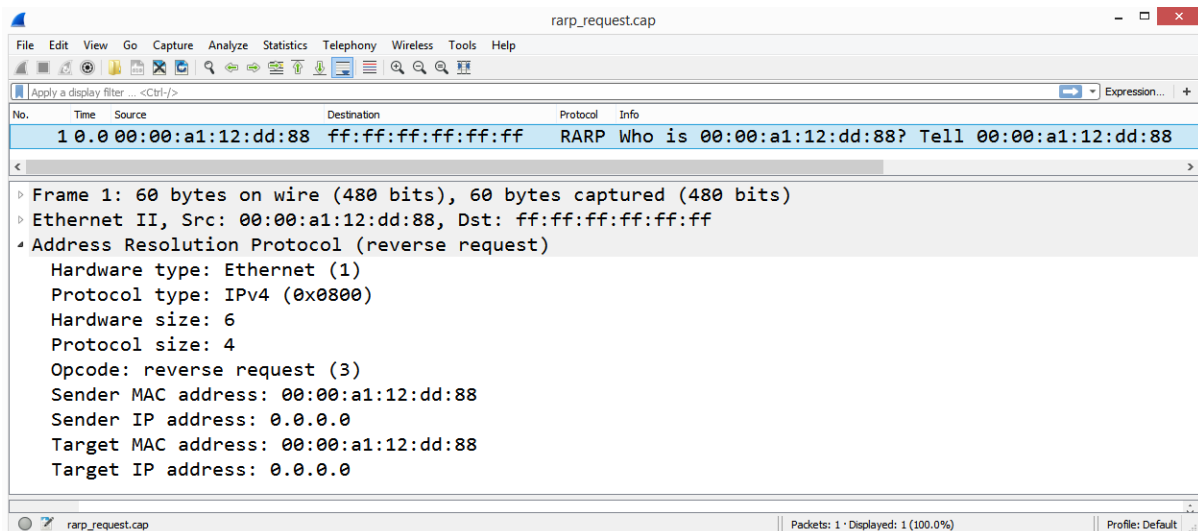 rarp_request.cap
File Edit View Go Capture Analyze Statistics Telephony Wireless Tools Help
Apply a display filter ... <Ctrl-/>
Expression... +
No. Time Source Destination Protocol Info
1 0.0 00:00:a1:12:dd:88 ff:ff:ff:ff:ff:ff RARP Who is 00:00:a1:12:dd:88? Tell 00:00:a1:12:dd:88
Frame 1: 60 bytes on wire (480 bits), 60 bytes captured (480 bits)
Ethernet II, Src: 00:00:a1:12:dd:88, Dst: ff:ff:ff:ff:ff:ff
Address Resolution Protocol (reverse request)
Hardware type: Ethernet (1)
Protocol type: IPv4 (0x0800)
Hardware size: 6
Protocol size: 4
Opcode: reverse request (3)
Sender MAC address: 00:00:a1:12:dd:88
Sender IP address: 0.0.0.0
Target MAC address: 00:00:a1:12:dd:88
Target IP address: 0.0.0.0
rarp_request.cap Packets: 1 · Displayed: 1 (100.0%) Profile: Default